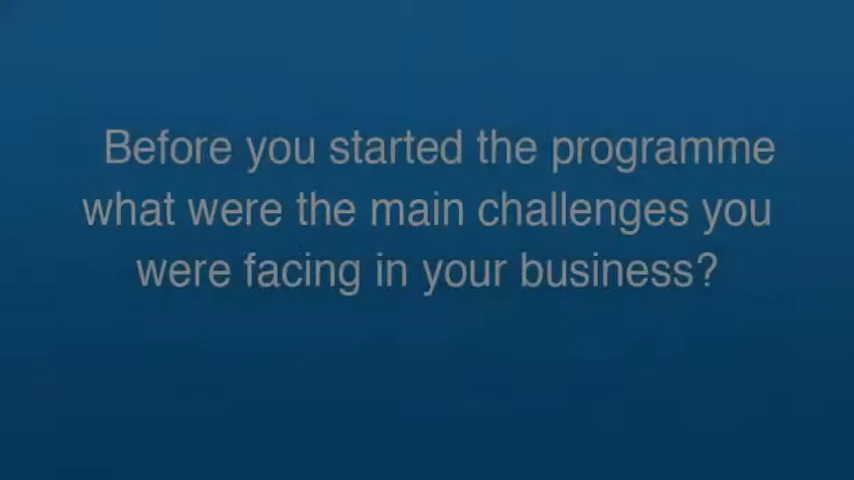 Before you started the programme
what were the main challenges you
were facing in your business?